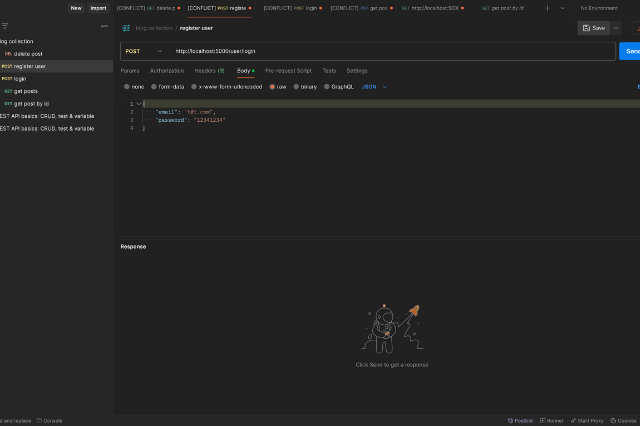 New Import
[CONFLICT] GET delete p
[CONFLICT] POST registe
[CONFLICT] POST login
[CONFLICT] GET get pos
GET http://localhost:5000/
GET get post by id
No Environment
blog collection / register user
Save
POST http://localhost:5000/user/login
Send
Params Authorization Headers (9) Body Pre-request Script Tests Settings
none form-data x-www-form-urlencoded raw binary GraphQL JSON
log collection
DEL delete post
POST register user
POST login
GET get posts
GET get post by id
EST API basics: CRUD, test & variable
EST API basics: CRUD, test & variable
1 {
2 "email": "t@t.com",
3 "password": "12341234"
4 }
Response
Click Send to get a response
d and replace Console
Postbot Runner Start Proxy Cookies